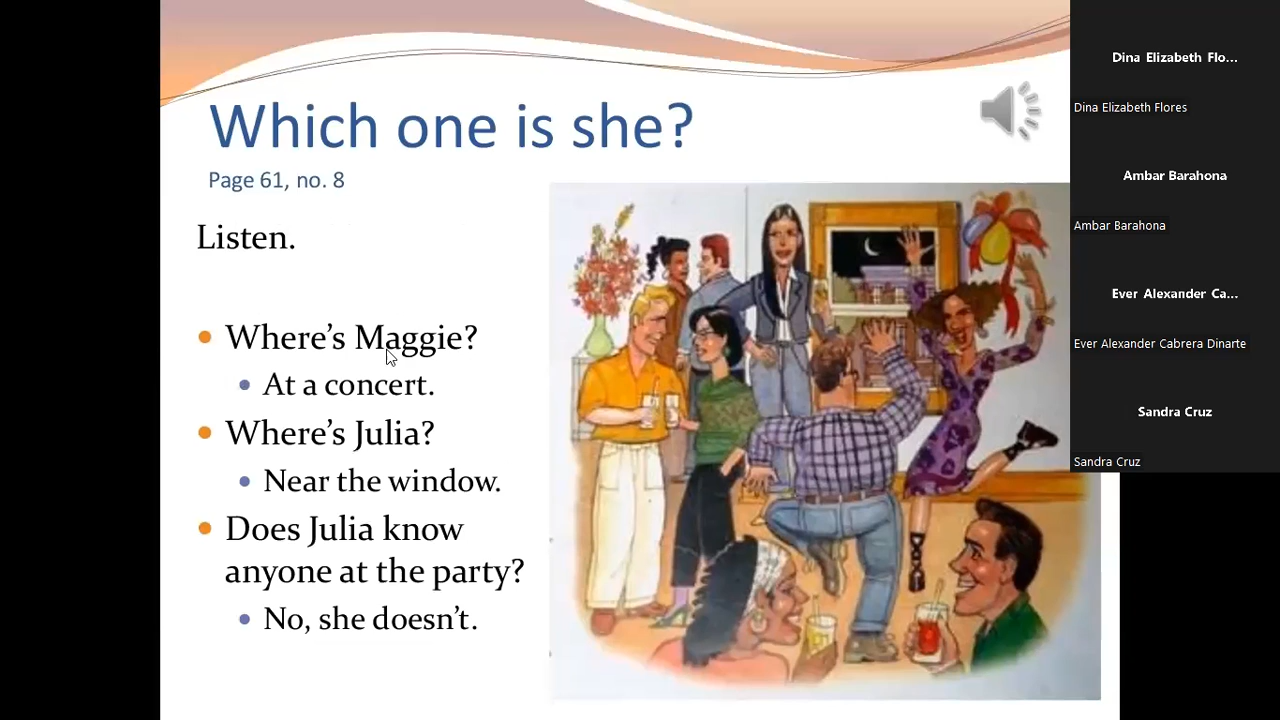 Which one is she?
Page 61, no. 8
Listen.
• Where’s Maggie?
• At a concert.
• Where’s Julia?
• Near the window.
• Does Julia know
anyone at the party?
• No, she doesn’t.
Dina Elizabeth Flo...
Dina Elizabeth Flores
Ambar Barahona
Ambar Barahona
Ever Alexander Ca...
Ever Alexander Cabrera Dinarte
Sandra Cruz
Sandra Cruz